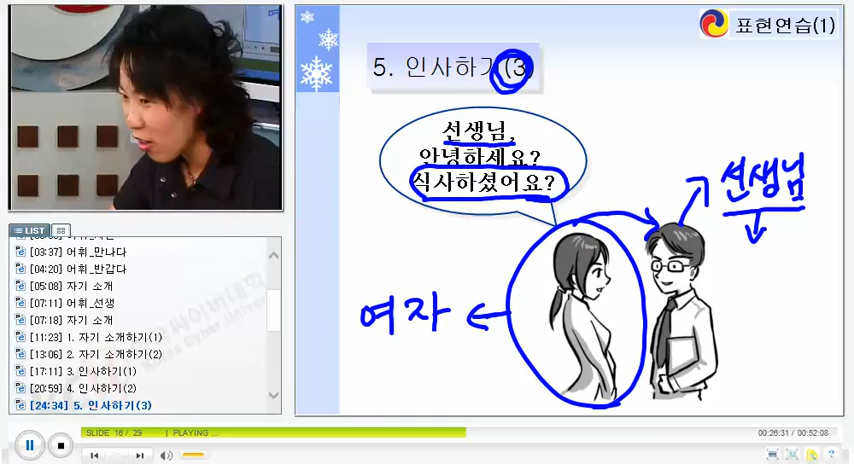 표현연습(1)
5. 인사하기(3)
선생님,
안녕하세요?
식사하셨어요?
선생님
여자
LIST
[03:37] 어휘_만나다
[04:20] 어휘_반갑다
[05:08] 자기 소개
[07:11] 어휘_선생
[07:18] 자기 소개
[11:23] 1. 자기 소개하기(1)
[13:06] 2. 자기 소개하기(2)
[17:11] 3. 인사하기(1)
[20:59] 4. 인사하기(2)
[24:34] 5. 인사하기(3)
SLIDE 16 / 29 | PLAYING ...
00:26:31 / 00:52:08